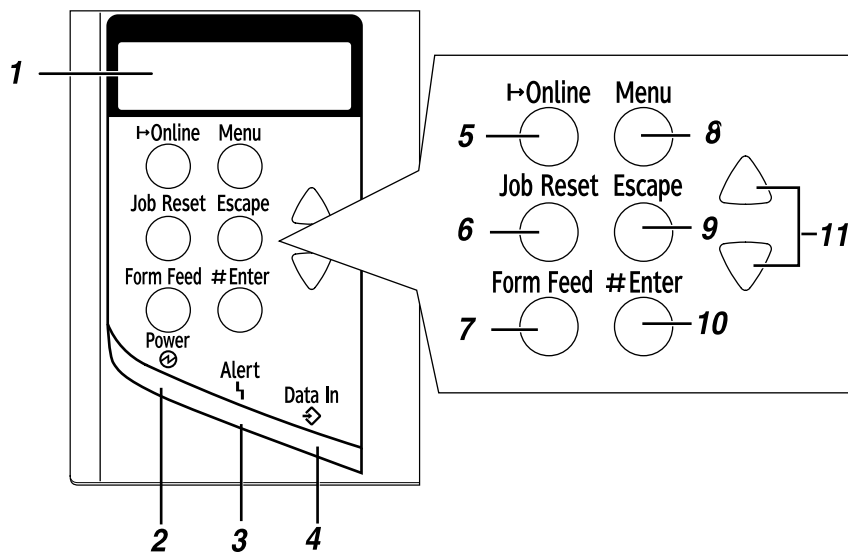 1
↦Online Menu
Job Reset Escape
Form Feed #Enter
Power
Alert
Data In
2
3
4
↦Online Menu
5
8
Job Reset Escape
6
9
11
Form Feed #Enter
7
10